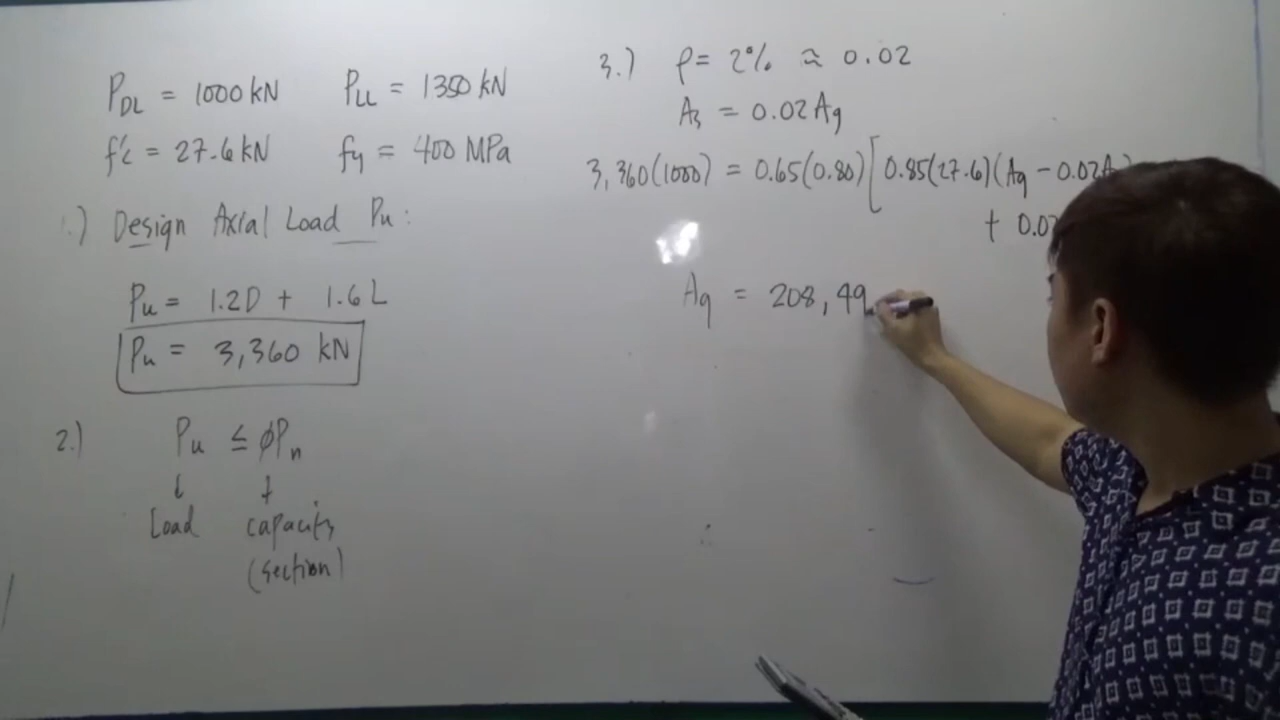 P_DL = 1000 kN P_LL = 1350 kN
f'c = 27.6 kN fy = 400 MPa
1.) Design Axial Load Pu:
Pu = 1.2D + 1.6L
Pu = 3,360 kN
2.) Pu ≤ φPn
↓ ↓
Load capacity
(section)
3.) ρ = 2% ≈ 0.02
As = 0.02Ag
3,360(1000) = 0.65(0.80)[0.85(27.6)(Ag - 0.02A
+ 0.02
Ag = 208,49